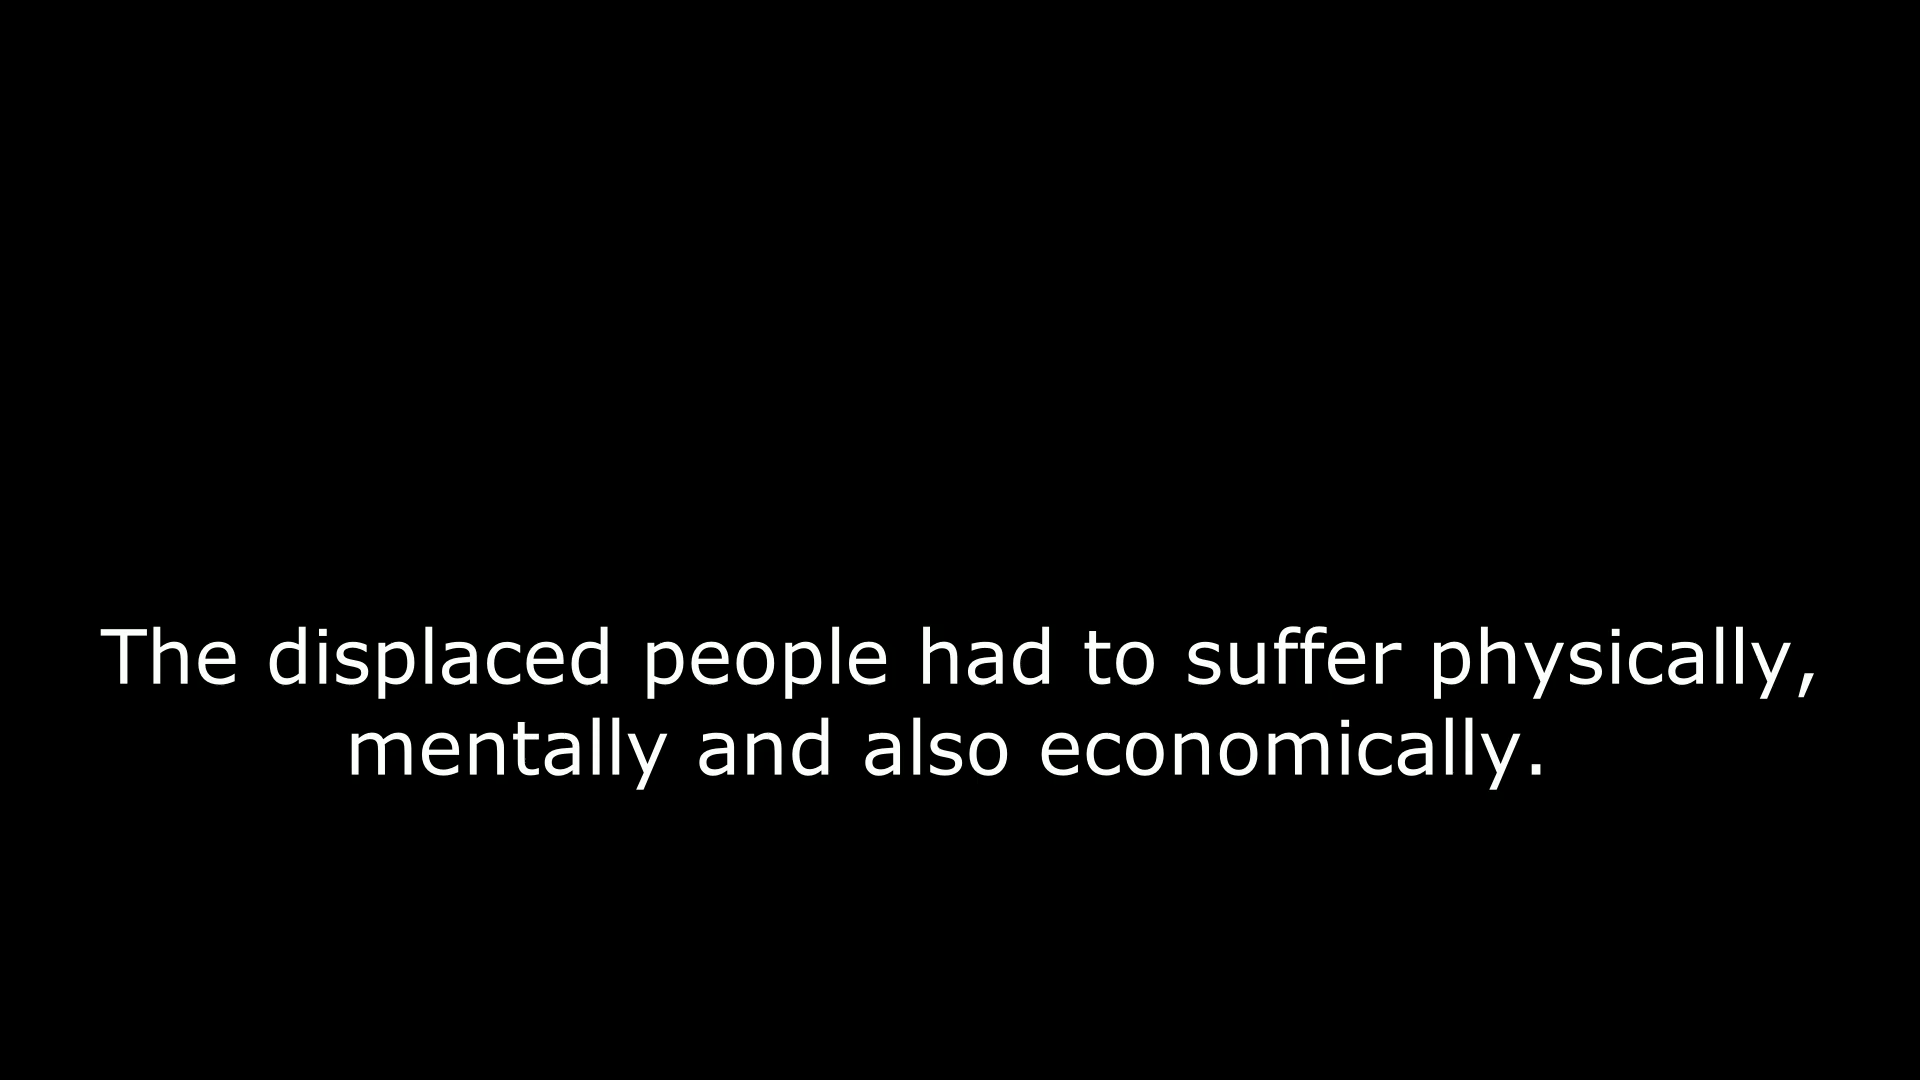 The displaced people had to suffer physically,
mentally and also economically.